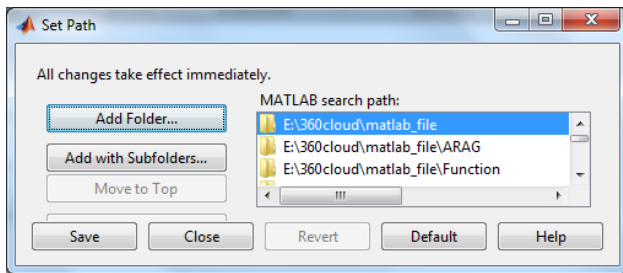 Set Path
All changes take effect immediately.
MATLAB search path:
Add Folder...
E:\360cloud\matlab_file
Add with Subfolders...
E:\360cloud\matlab_file\ARAG
Move to Top
E:\360cloud\matlab_file\Function
Save
Close
Revert
Default
Help